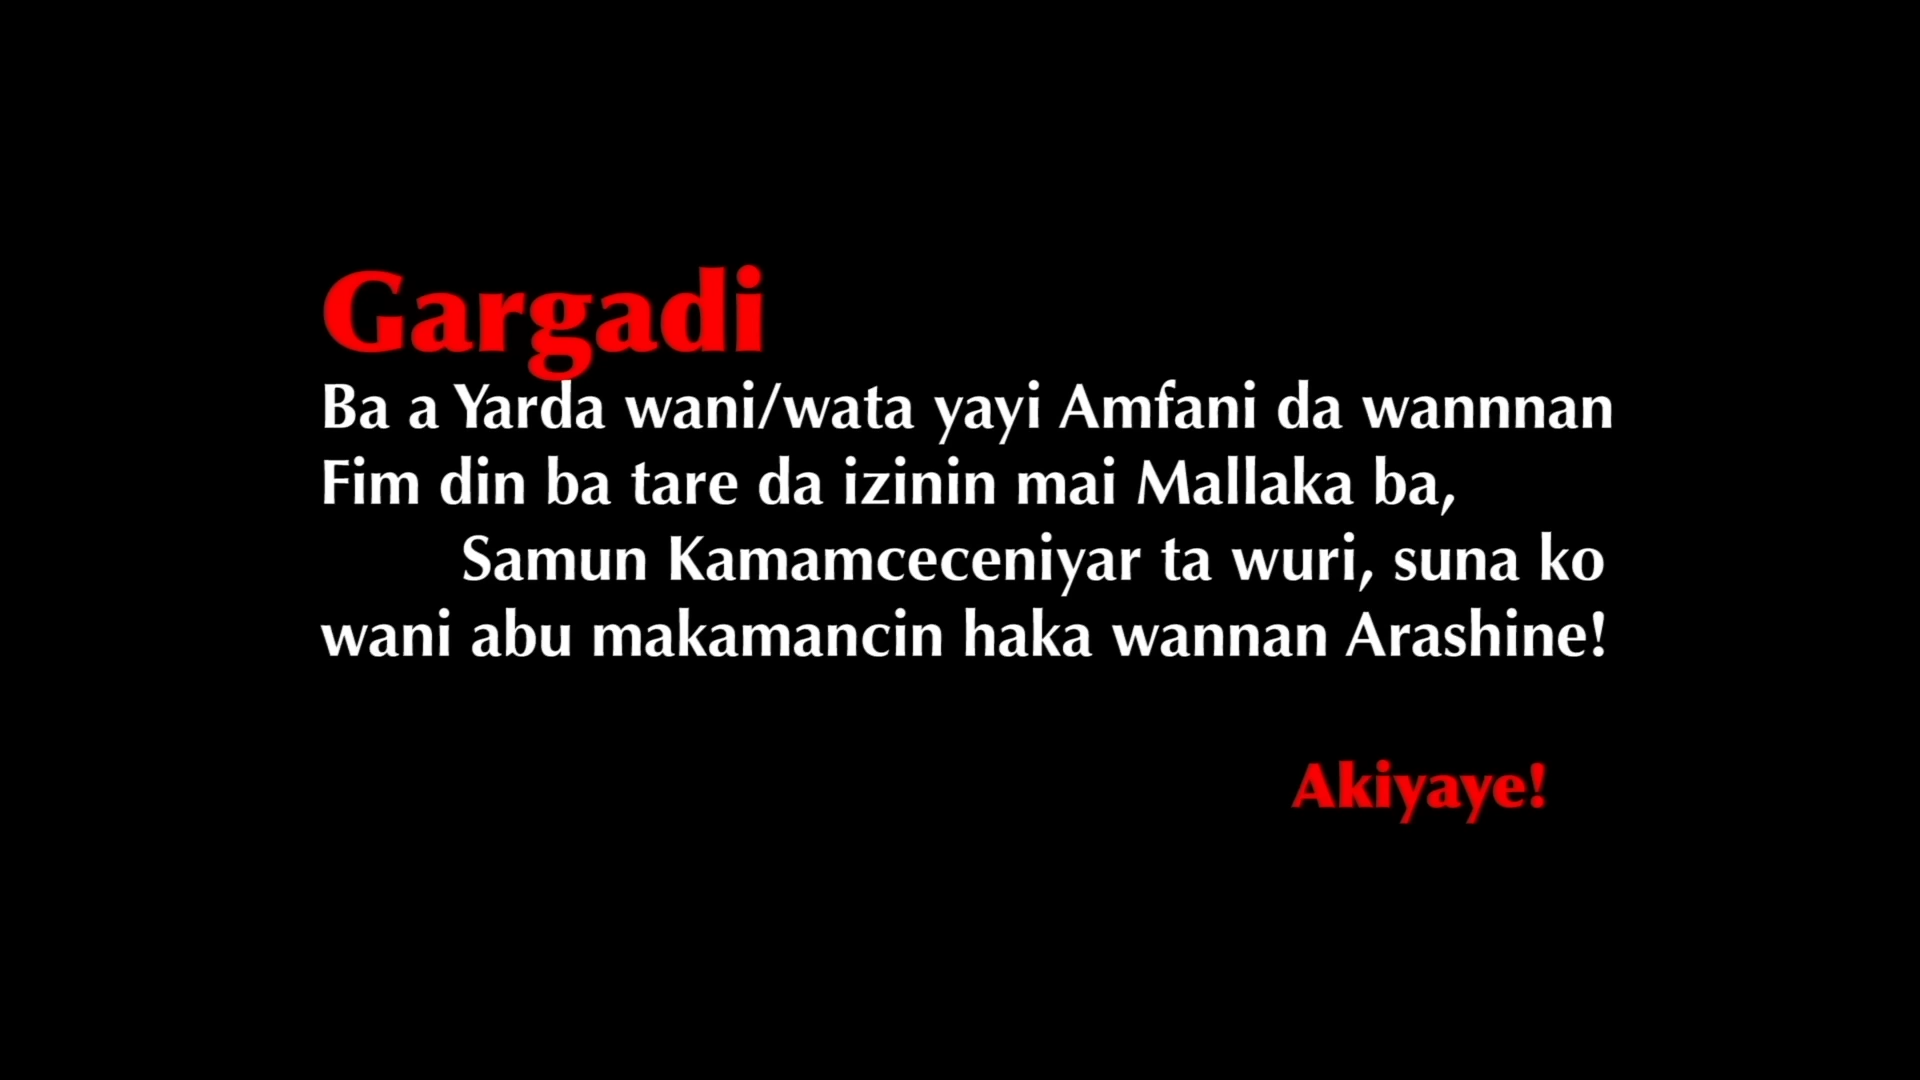 Gargadi
Ba a Yarda wani/wata yayi Amfani da wannnan
Fim din ba tare da izinin mai Mallaka ba,
Samun Kamamceceniyar ta wuri, suna ko
wani abu makamancin haka wannan Arashine!
Akiyaye!